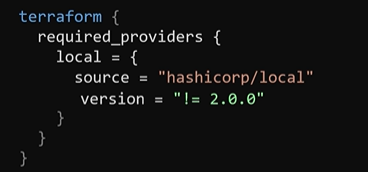 terraform {
  required_providers {
    local = {
      source = "hashicorp/local"
      version = "!= 2.0.0"
    }
  }
}